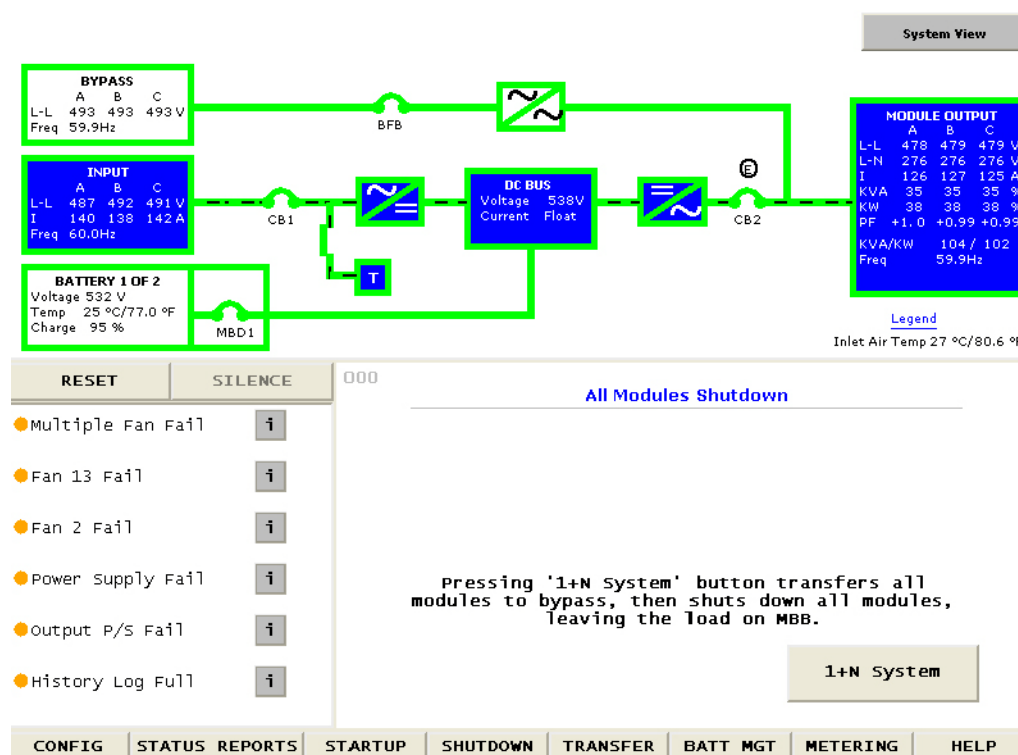 System View
BYPASS
A B C
L-L 493 493 493 V
Freq 59.9Hz
BFB
MODULE OUTPUT
A B C
L-L 478 479 479 V
L-N 276 276 276 V
I 126 127 125 A
KVA 35 35 35 %
KW 38 38 38 %
PF +1.0 +0.99 +0.99
KVA/KW 104 / 102
Freq 59.9Hz
INPUT
A B C
L-L 487 492 491 V
I 140 138 142 A
Freq 60.0Hz
CB1
DC BUS
Voltage 538V
Current Float
E
CB2
T
BATTERY 1 OF 2
Voltage 532 V
Temp 25 ºC/77.0 ºF
Charge 95 %
MBD1
Legend
Inlet Air Temp 27 ºC/80.6 ºF
RESET SILENCE
Multiple Fan Fail i
Fan 13 Fail i
Fan 2 Fail i
Power Supply Fail i
Output P/S Fail i
History Log Full i
000
All Modules Shutdown
Pressing '1+N System' button transfers all
modules to bypass, then shuts down all modules,
leaving the load on MBB.
1+N System
CONFIG STATUS REPORTS STARTUP SHUTDOWN TRANSFER BATT MGT METERING HELP